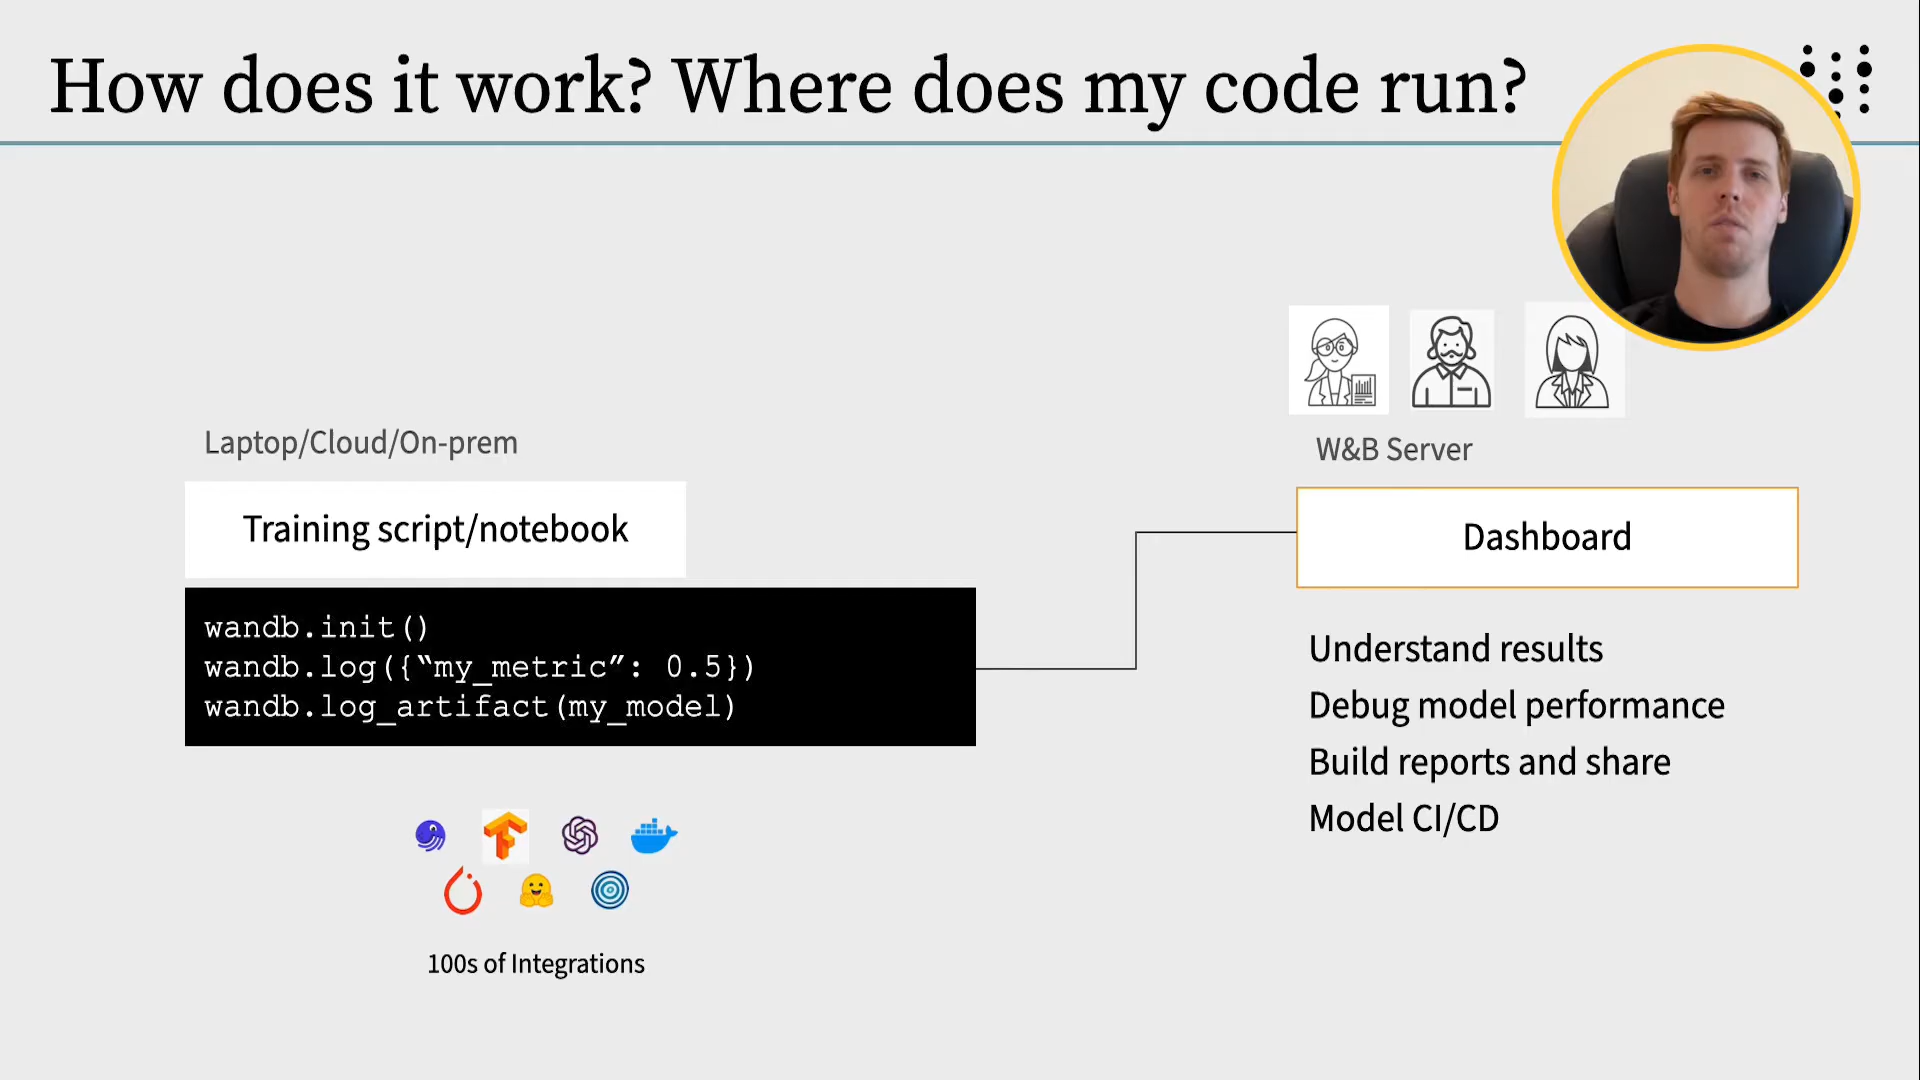 How does it work? Where does my code run?
Laptop/Cloud/On-prem
Training script/notebook
wandb.init()
wandb.log({“my_metric”: 0.5})
wandb.log_artifact(my_model)
100s of Integrations
W&B Server
Dashboard
Understand results
Debug model performance
Build reports and share
Model CI/CD